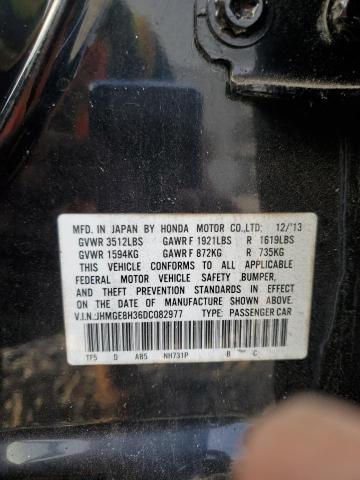 MFD. IN JAPAN BY HONDA MOTOR CO.,LTD: 12/'13
GVWR 3512LBS GAWR F 1921LBS R 1619LBS
GVWR 1594KG GAWR F 872KG R 735KG
THIS VEHICLE CONFORMS TO ALL APPLICABLE
FEDERAL MOTOR VEHICLE SAFETY ,BUMPER,
AND THEFT PREVENTION STANDARDS IN EFFECT
ON THE DATE OF MANUFACTURE SHOWN ABOVE.
V.I.N.:JHMGE8H36DC082977 TYPE: PASSENGER CAR
TF5 D AB5 NH731P B C